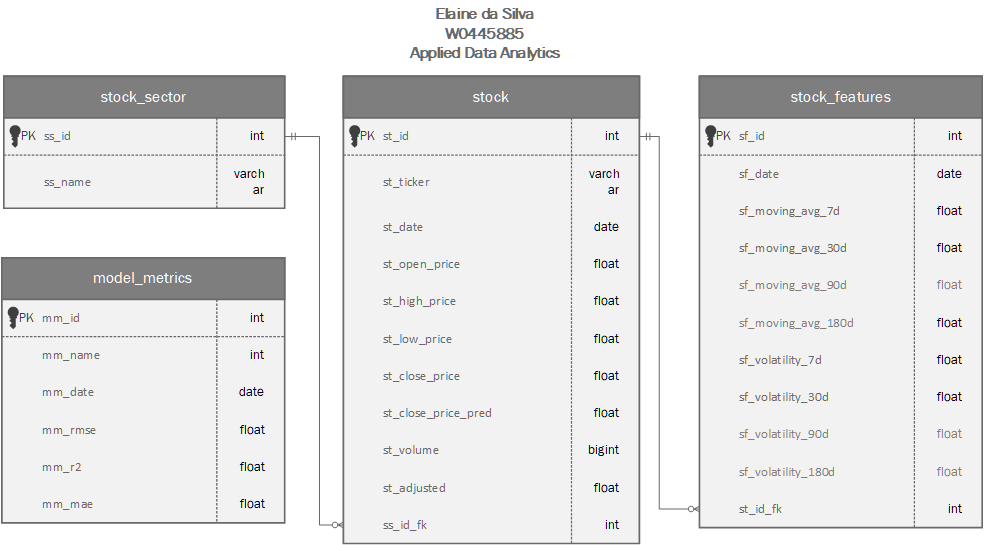 Elaine da Silva
W0445885
Applied Data Analytics
stock_sector
PK ss_id int
ss_name varch
ar
model_metrics
PK mm_id int
mm_name int
mm_date date
mm_rmse float
mm_r2 float
mm_mae float
stock
PK st_id int
st_ticker varch
ar
st_date date
st_open_price float
st_high_price float
st_low_price float
st_close_price float
st_close_price_pred float
st_volume bigint
st_adjusted float
ss_id_fk int
stock_features
PK sf_id int
sf_date date
sf_moving_avg_7d float
sf_moving_avg_30d float
sf_moving_avg_90d float
sf_moving_avg_180d float
sf_volatility_7d float
sf_volatility_30d float
sf_volatility_90d float
sf_volatility_180d float
st_id_fk int